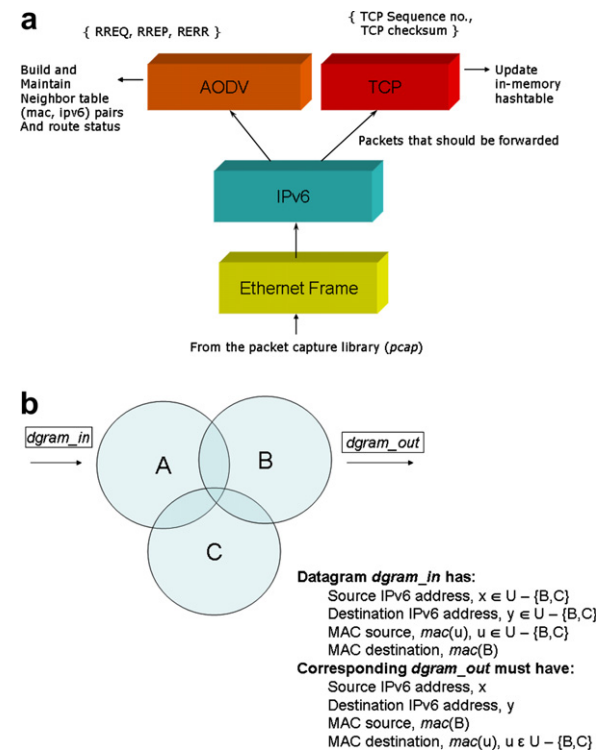 a
{ RREQ, RREP, RERR }
{ TCP Sequence no.,
TCP checksum }
Build and
Maintain
Neighbor table
(mac, ipv6) pairs
And route status
AODV
TCP
Update
in-memory
hashtable
Packets that should be forwarded
IPv6
Ethernet Frame
From the packet capture library (pcap)
b
dgram_in
dgram_out
A
B
C
Datagram dgram_in has:
Source IPv6 address, x ∈ U – {B,C}
Destination IPv6 address, y ∈ U – {B,C}
MAC source, mac(u), u ∈ U – {B,C}
MAC destination, mac(B)
Corresponding dgram_out must have:
Source IPv6 address, x
Destination IPv6 address, y
MAC source, mac(B)
MAC destination, mac(u), u ε U – {B,C}